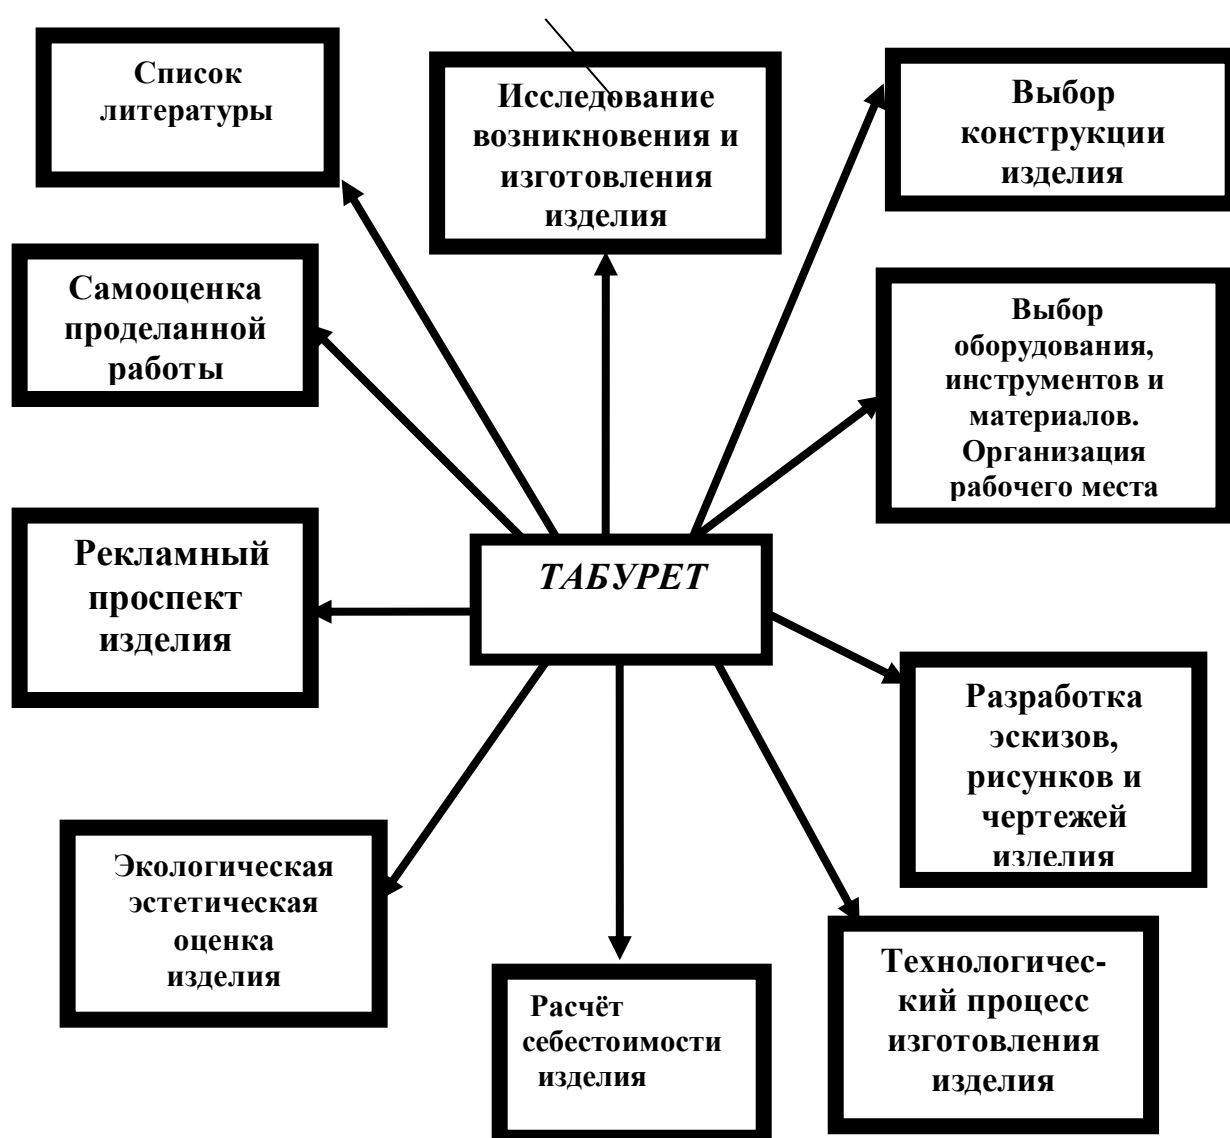 Список
литературы
Исследование
возникновения и
изготовления
изделия
Выбор
конструкции
изделия
Самооценка
проделанной
работы
Выбор
оборудования,
инструментов и
материалов.
Организация
рабочего места
Рекламный
проспект
изделия
ТАБУРЕТ
Разработка
эскизов,
рисунков и
чертежей
изделия
Экологическая
эстетическая
оценка
изделия
Расчёт
себестоимости
изделия
Технологичес-
кий процесс
изготовления
изделия